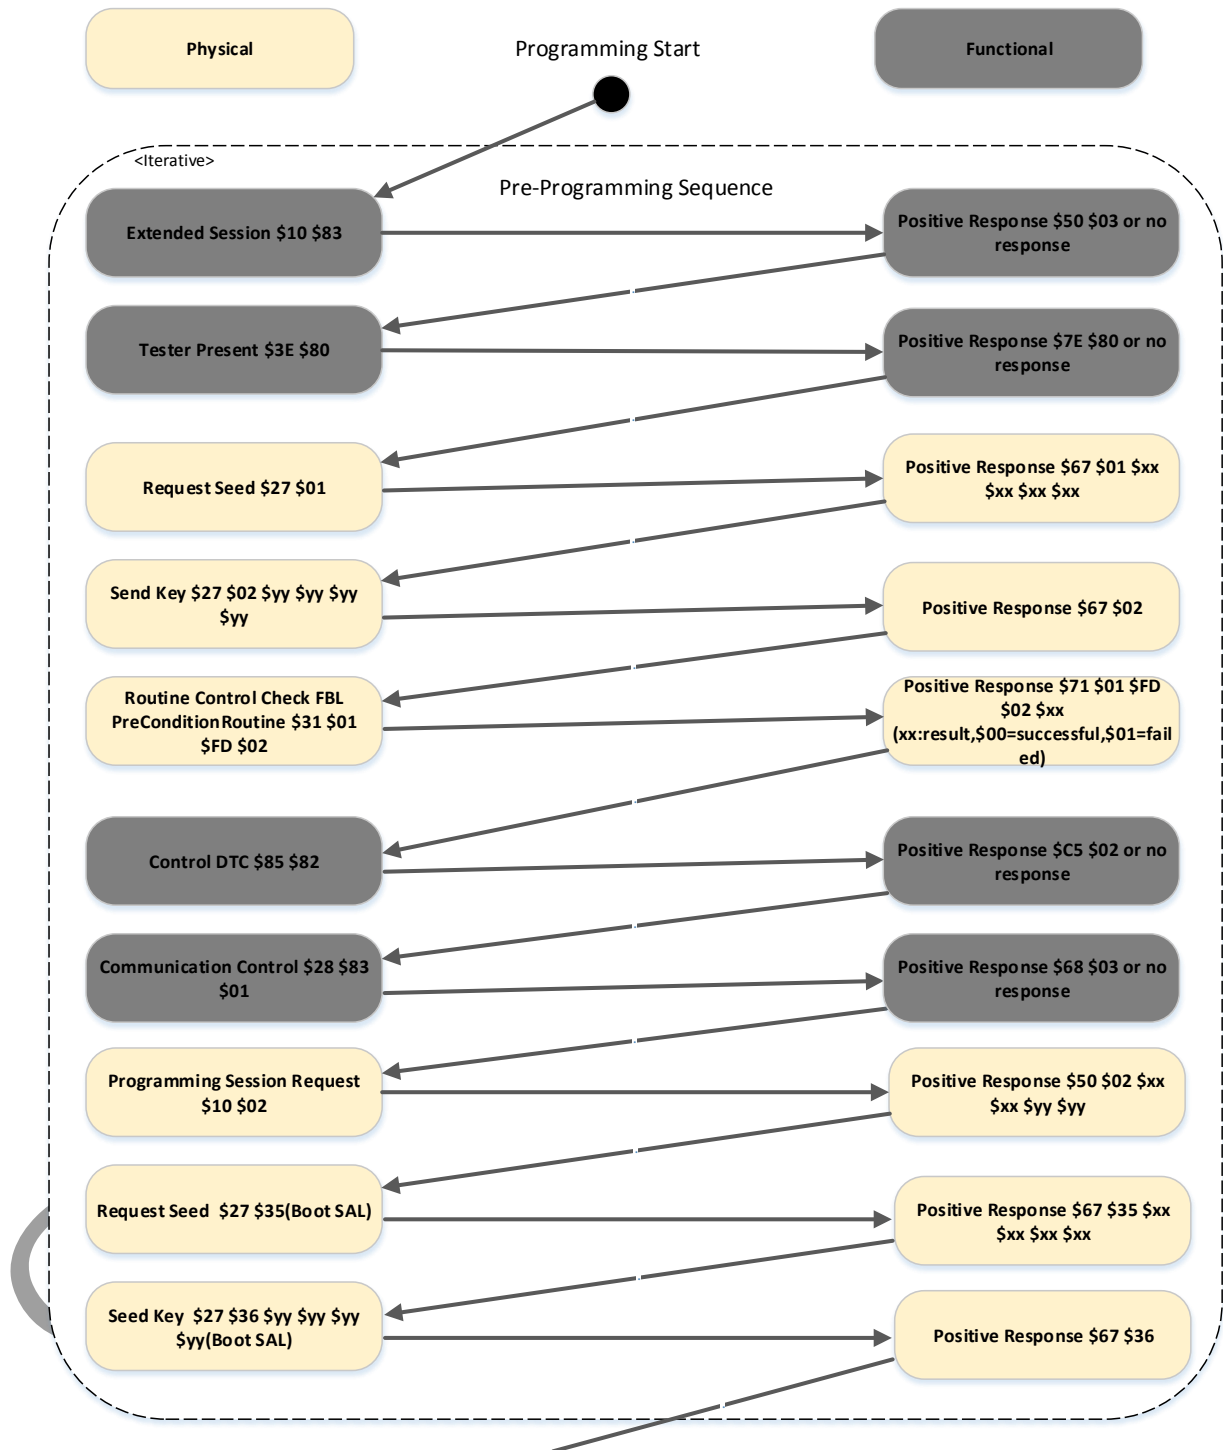 Physical
Programming Start
Functional
<Iterative>
Pre-Programming Sequence
Extended Session $10 $83
Positive Response $50 $03 or no
response
Tester Present $3E $80
Positive Response $7E $80 or no
response
Request Seed $27 $01
Positive Response $67 $01 $xx
$xx $xx $xx
Send Key $27 $02 $yy $yy $yy
$yy
Positive Response $67 $02
Routine Control Check FBL
PreConditionRoutine $31 $01
$FD $02
Positive Response $71 $01 $FD
$02 $xx
(xx:result,$00=successful,$01=fail
ed)
Control DTC $85 $82
Positive Response $C5 $02 or no
response
Communication Control $28 $83
$01
Positive Response $68 $03 or no
response
Programming Session Request
$10 $02
Positive Response $50 $02 $xx
$xx $yy $yy
Request Seed  $27 $35(Boot SAL)
Positive Response $67 $35 $xx
$xx $xx $xx
Seed Key  $27 $36 $yy $yy $yy
$yy(Boot SAL)
Positive Response $67 $36